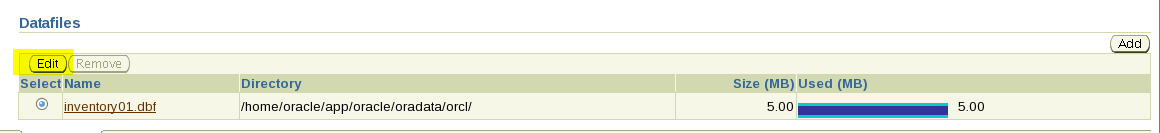 Datafiles
Add
Edit Remove
Select Name Directory Size (MB) Used (MB)
inventory01.dbf /home/oracle/app/oracle/oradata/orcl/ 5.00 5.00